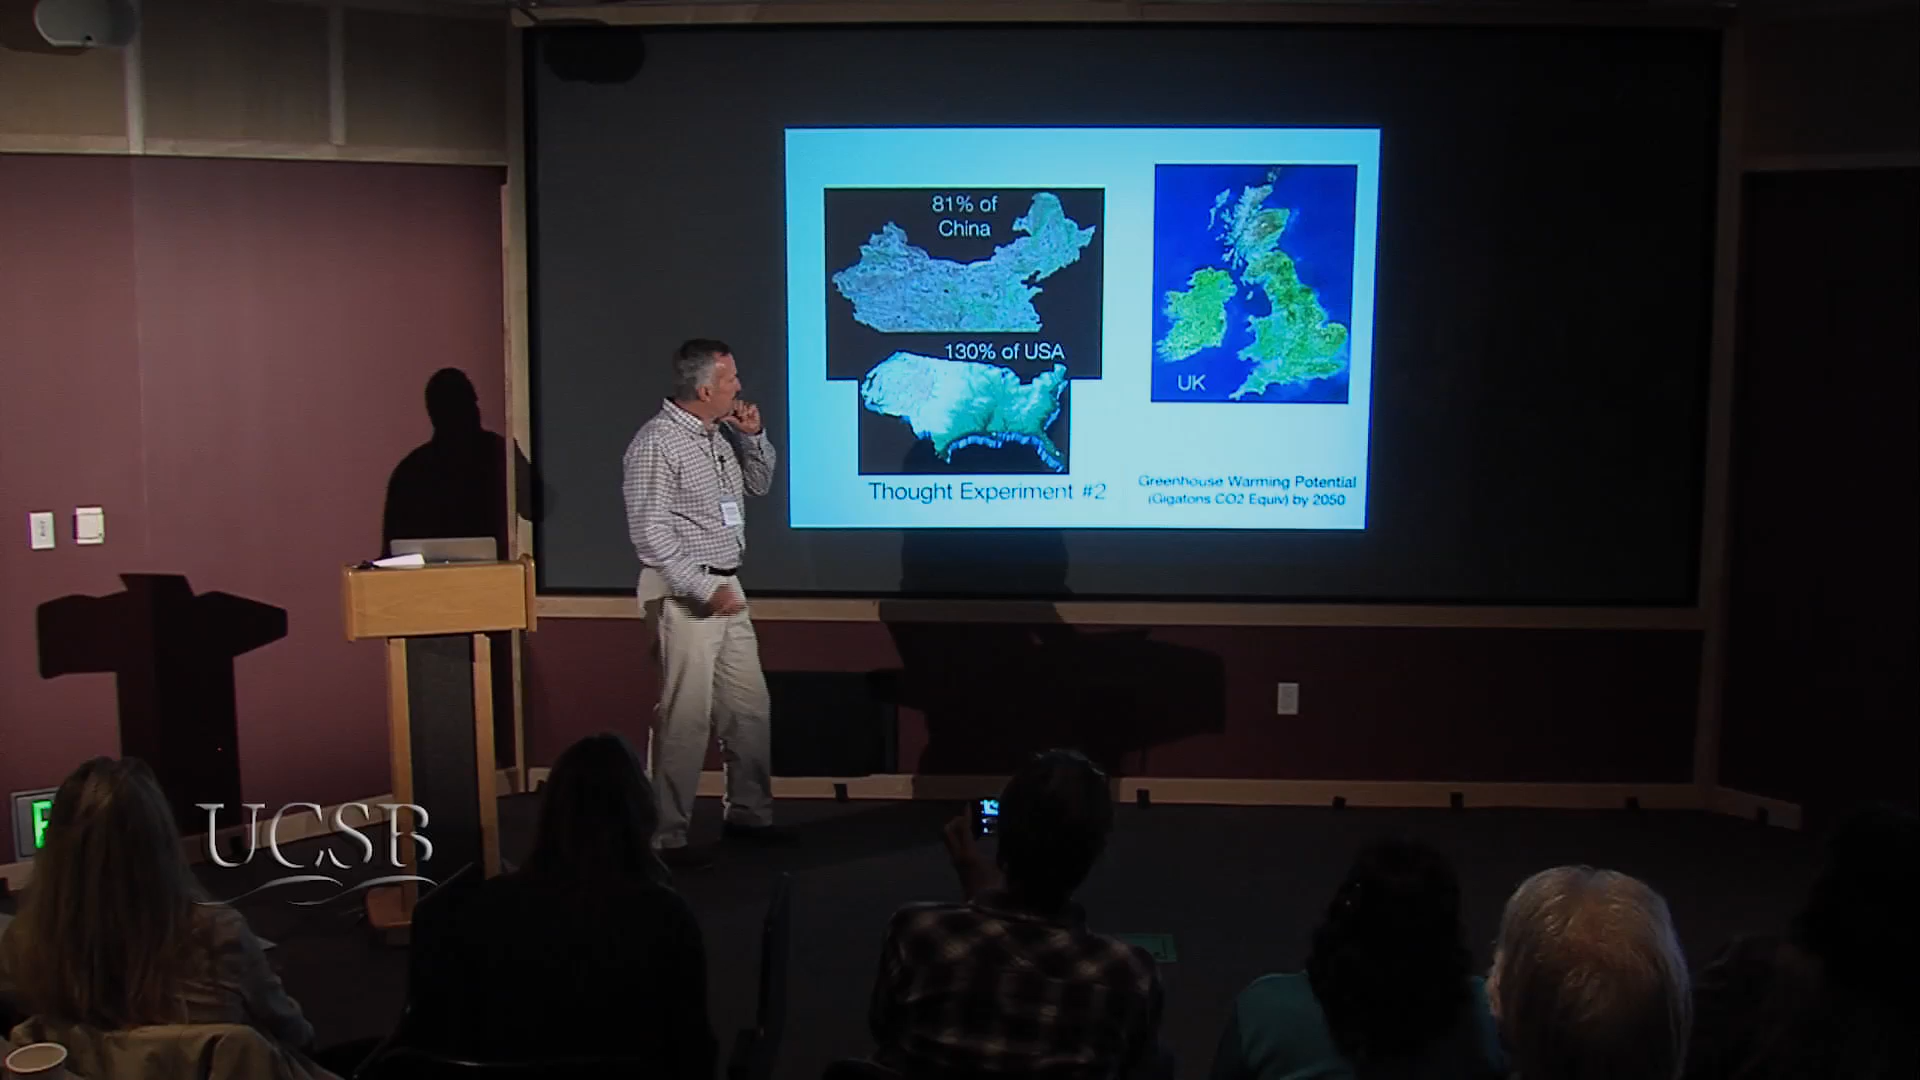 81% of
China
130% of USA
Thought Experiment #2
UK
Greenhouse Warming Potential
(Gigatons CO2 Equiv) by 2050
UCSB